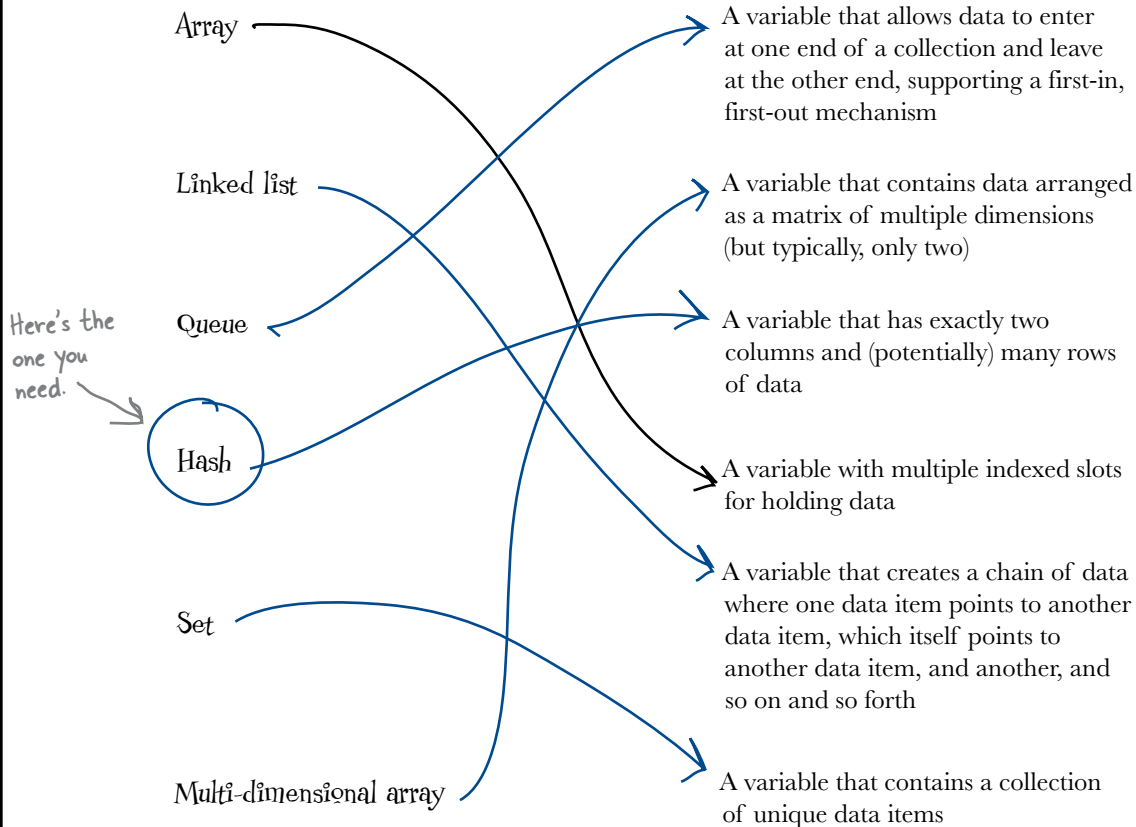 Array
Linked list
Queue
Here's the
one you
need.
Hash
Set
Multi-dimensional array
A variable that allows data to enter
at one end of a collection and leave
at the other end, supporting a first-in,
first-out mechanism
A variable that contains data arranged
as a matrix of multiple dimensions
(but typically, only two)
A variable that has exactly two
columns and (potentially) many rows
of data
A variable with multiple indexed slots
for holding data
A variable that creates a chain of data
where one data item points to another
data item, which itself points to
another data item, and another, and
so on and so forth
A variable that contains a collection
of unique data items